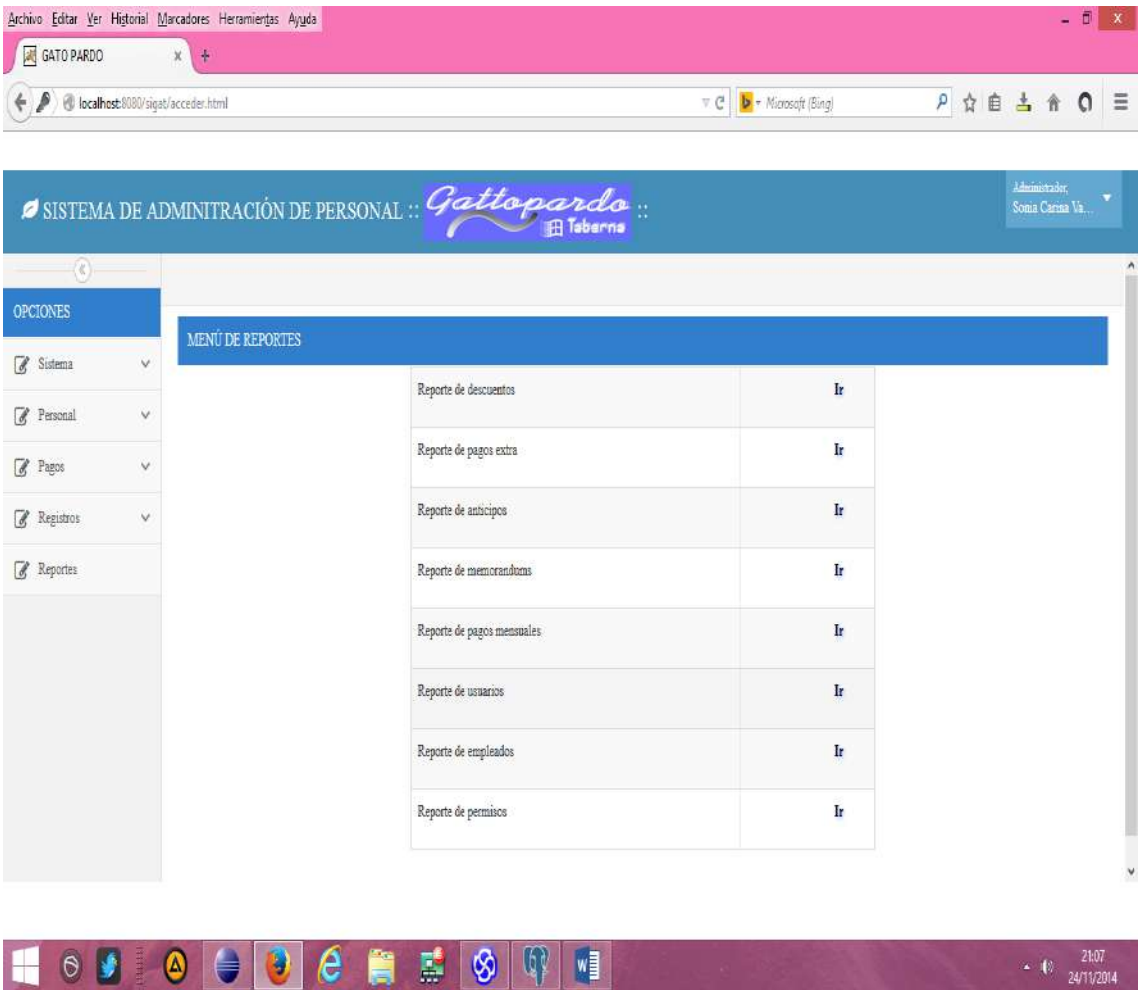 Archivo Editar Ver Historial Marcadores Herramientas Ayuda
GATO PARDO
localhost:8080/sigat/acceder.html
Microsoft (Bing)
SISTEMA DE ADMINITRACIÓN DE PERSONAL :: Gattopardo Taberna ::
Administrador,
Sonia Carina Va...
OPCIONES
Sistema
Personal
Pagos
Registros
Reportes
MENÚ DE REPORTES
Reporte de descuentos Ir
Reporte de pagos extra Ir
Reporte de anticipos Ir
Reporte de memorandums Ir
Reporte de pagos mensuales Ir
Reporte de usuarios Ir
Reporte de empleados Ir
Reporte de permisos Ir
21:07
24/11/2014